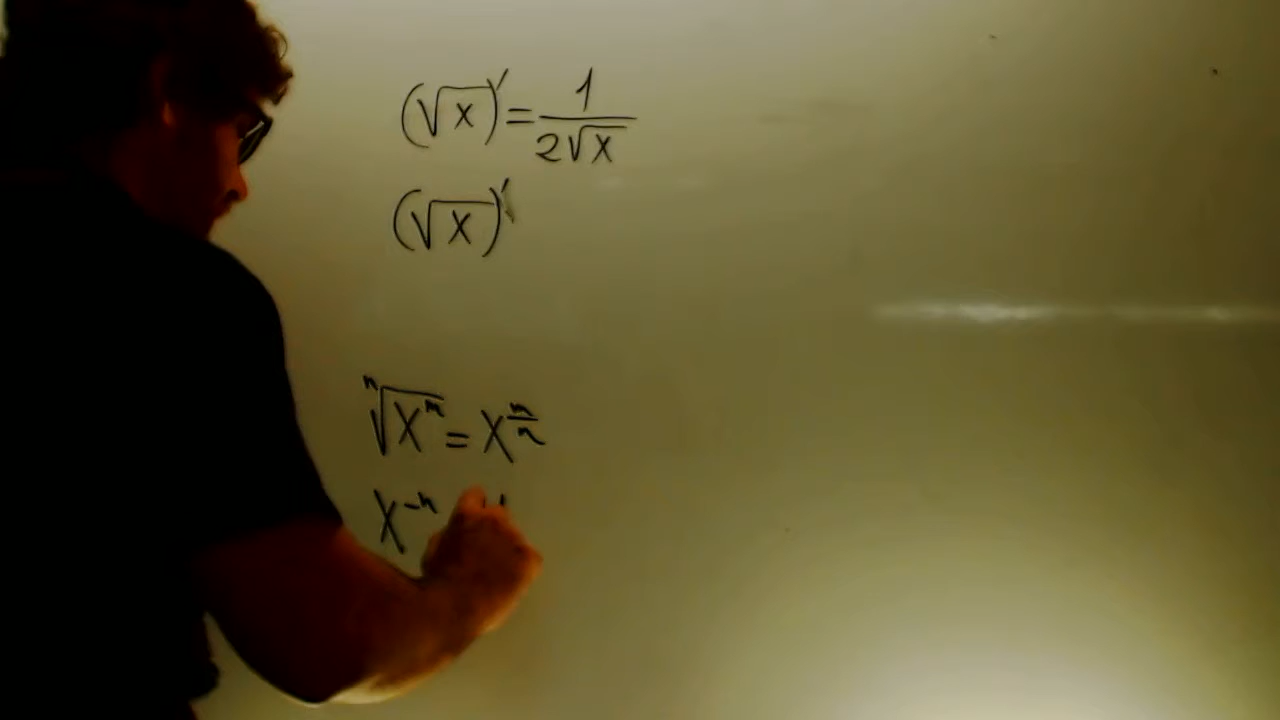 (√x)′ = 1/(2√x)
(√x)′
ⁿ√(xᵐ) = x^(m/n)
x⁻ⁿ